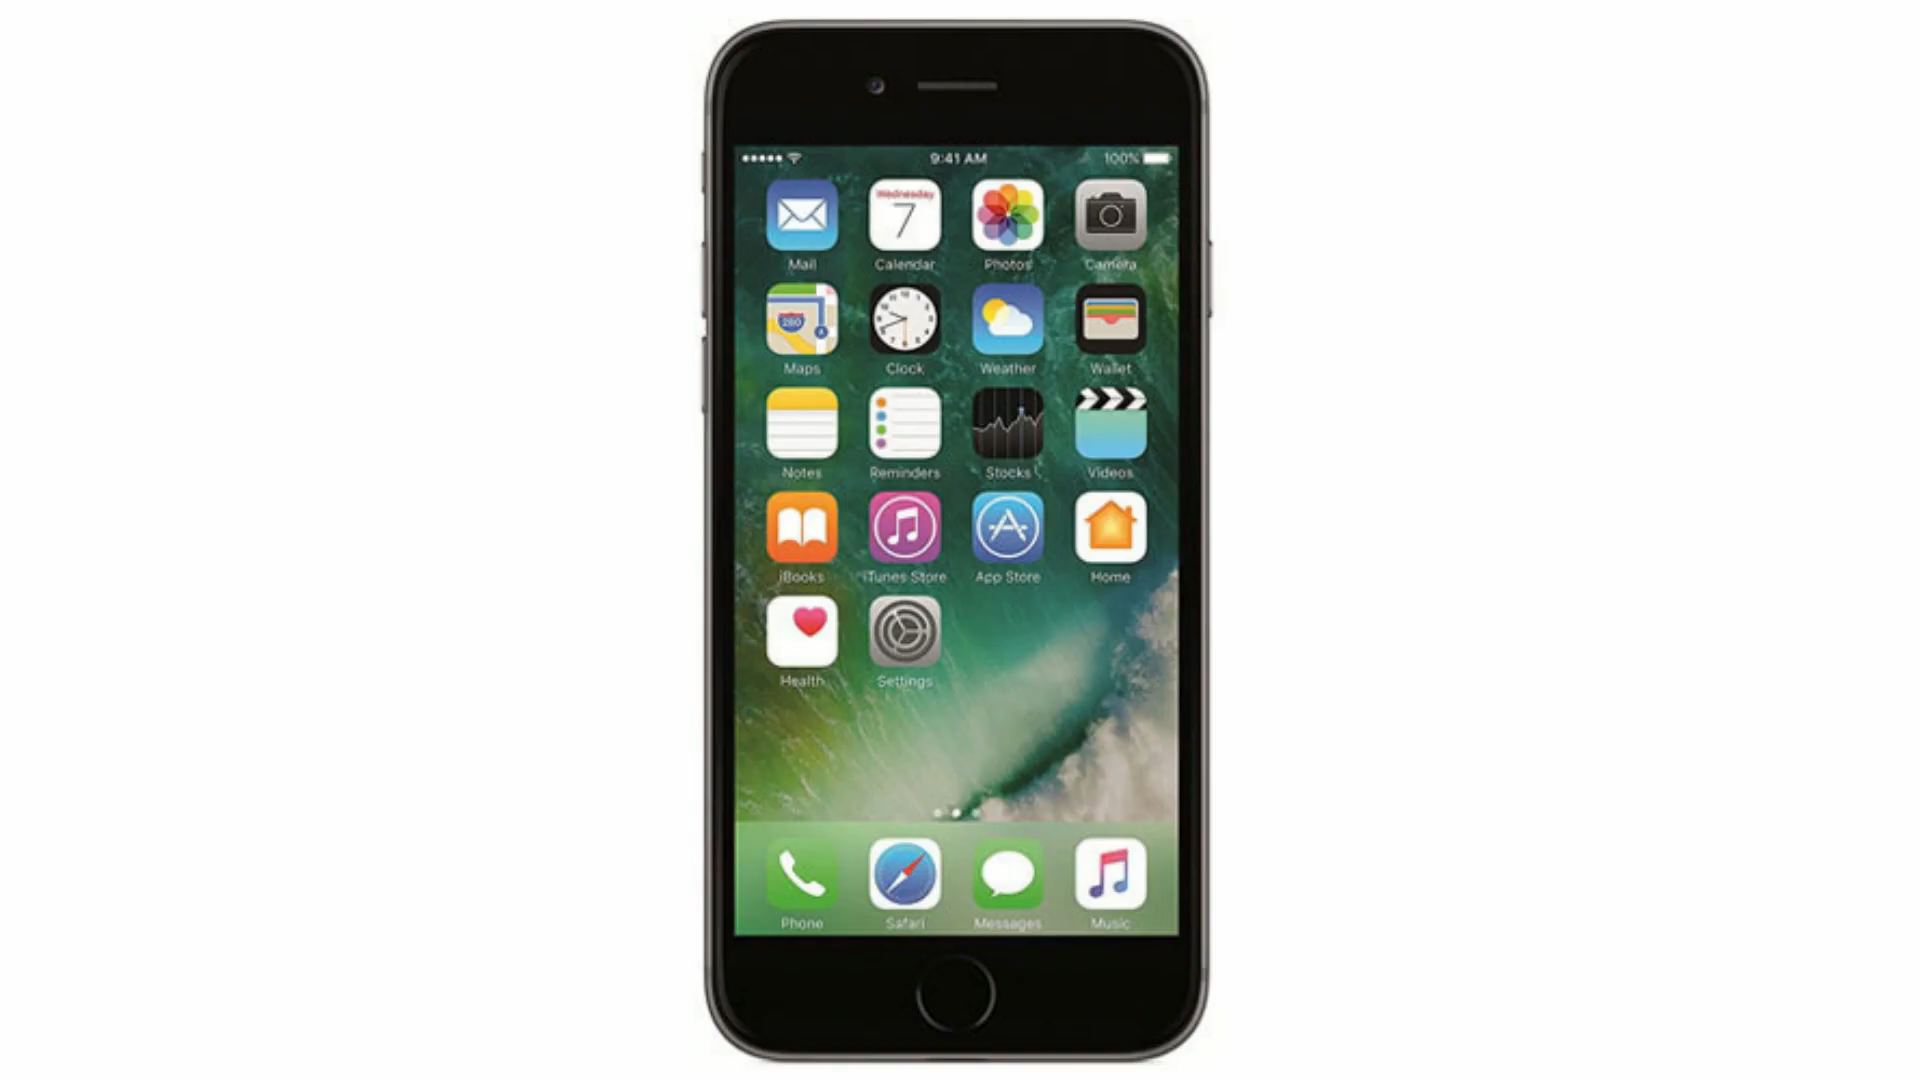 9:41 AM 100%
Wednesday
7
Mail Calendar Photos Camera
280
Maps Clock Weather Wallet
Notes Reminders Stocks Videos
iBooks iTunes Store App Store Home
Health Settings
Phone Safari Messages Music